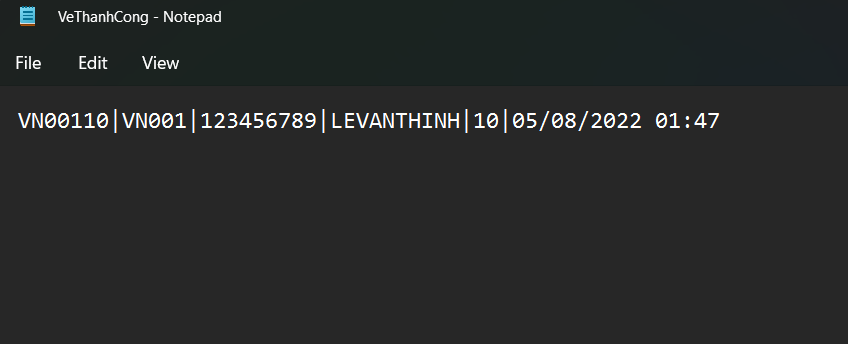 VeThanhCong - Notepad
File Edit View
VN00110|VN001|123456789|LEVANTHINH|10|05/08/2022 01:47